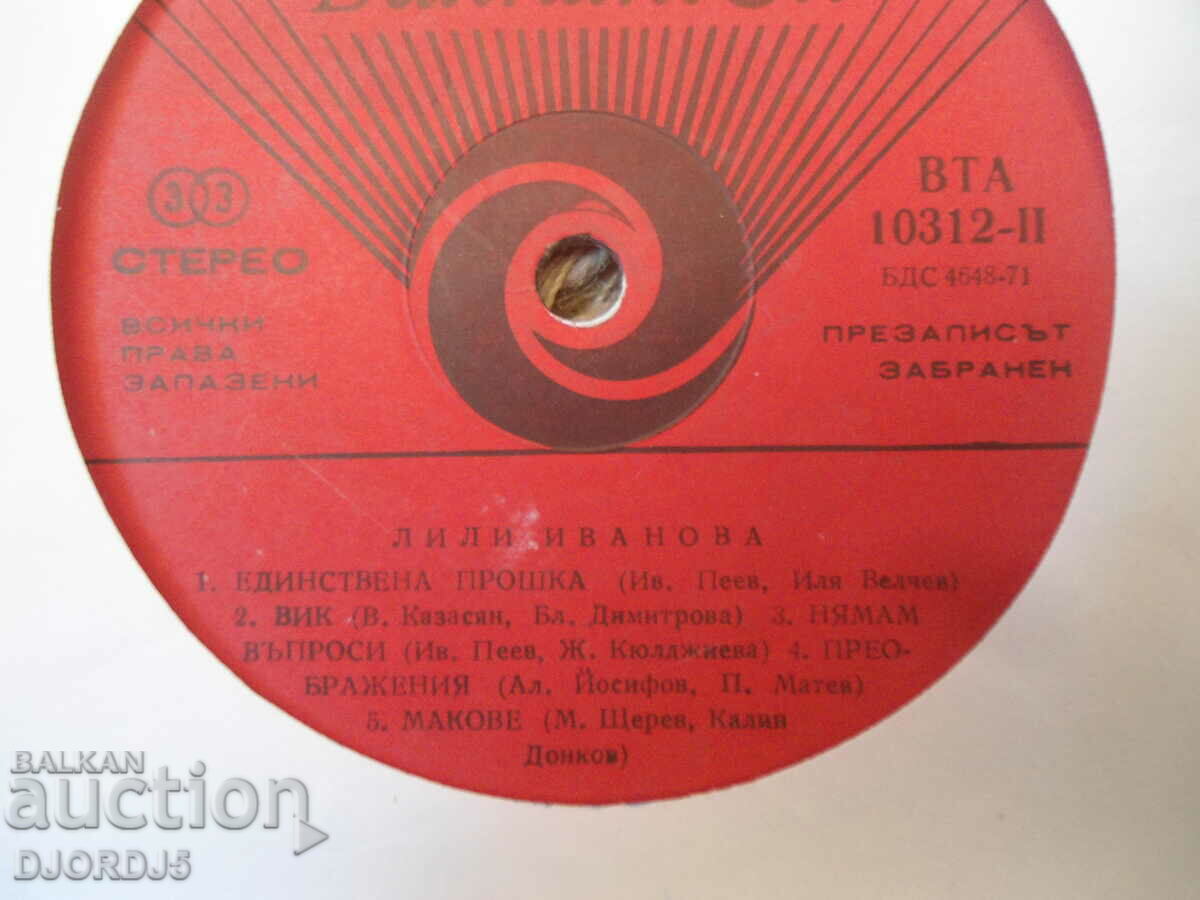 Балкантон
33
СТЕРЕО
ВСИЧКИ
ПРАВА
ЗАПАЗЕНИ
ВТА
10312-II
БДС 4648-71
ПРЕЗАПИСЪТ
ЗАБРАНЕН
ЛИЛИ ИВАНОВА
1. ЕДИНСТВЕНА ПРОШКА (Ив. Пеев, Иля Велчев)
2. ВИК (В. Казасян, Бл. Димитрова) 3. НЯМАМ
ВЪПРОСИ (Ив. Пеев, Ж. Кюлджиева) 4. ПРЕО-
БРАЖЕНИЯ (Ал. Йосифов, П. Матев)
5. МАКОВЕ (М. Щерев, Калин
Донков)
BALKAN
auction
DJORDJ5